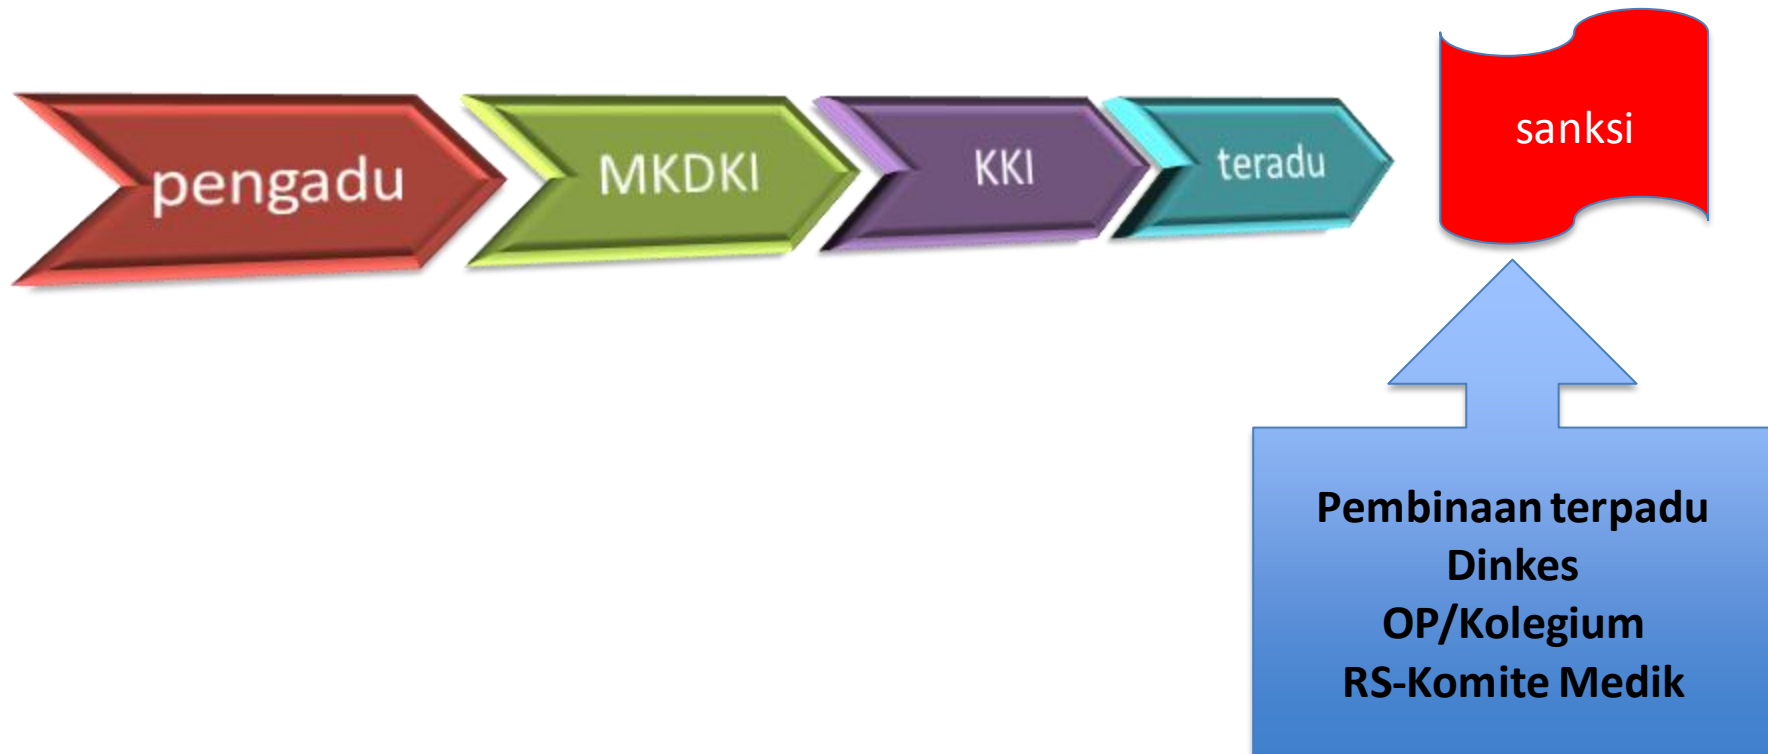 pengadu
MKDKI
KKI
teradu
sanksi
Pembinaan terpadu
Dinkes
OP/Kolegium
RS-Komite Medik